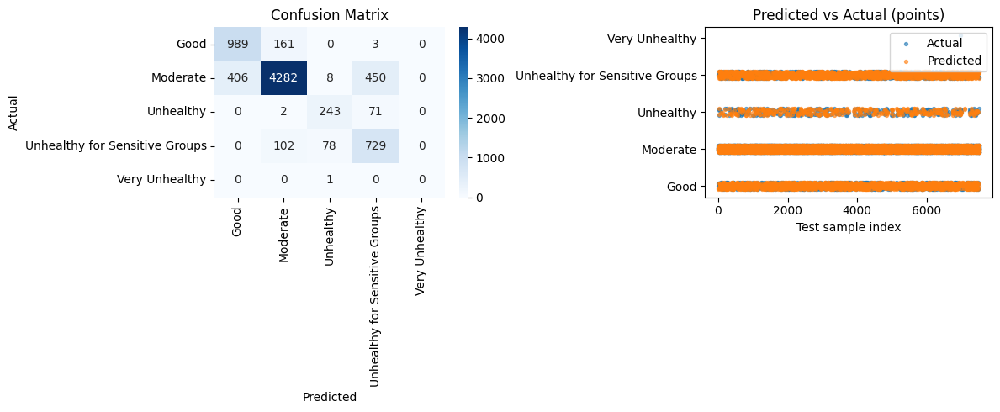 Confusion Matrix
Actual
Good
Moderate
Unhealthy
Unhealthy for Sensitive Groups
Very Unhealthy
989 161 0 3 0
406 4282 8 450 0
0 2 243 71 0
0 102 78 729 0
0 0 1 0 0
Good
Moderate
Unhealthy
Unhealthy for Sensitive Groups
Very Unhealthy
Predicted
4000
3000
2000
1000
0
Predicted vs Actual (points)
Very Unhealthy
Unhealthy for Sensitive Groups
Unhealthy
Moderate
Good
Actual
Predicted
0 2000 4000 6000
Test sample index